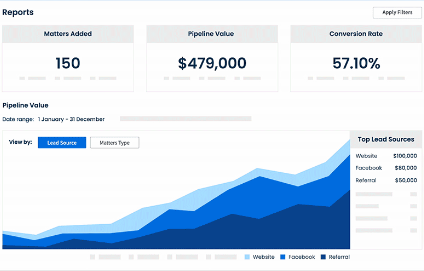 Reports
Apply Filters
Matters Added
Pipeline Value
Conversion Rate
150
$479,000
57.10%
Pipeline Value
Date range: 1 January - 31 December
View by:
Lead Source
Matters Type
Top Lead Sources
Website $100,000
Facebook $80,000
Referral $50,000
Website
Facebook
Referral